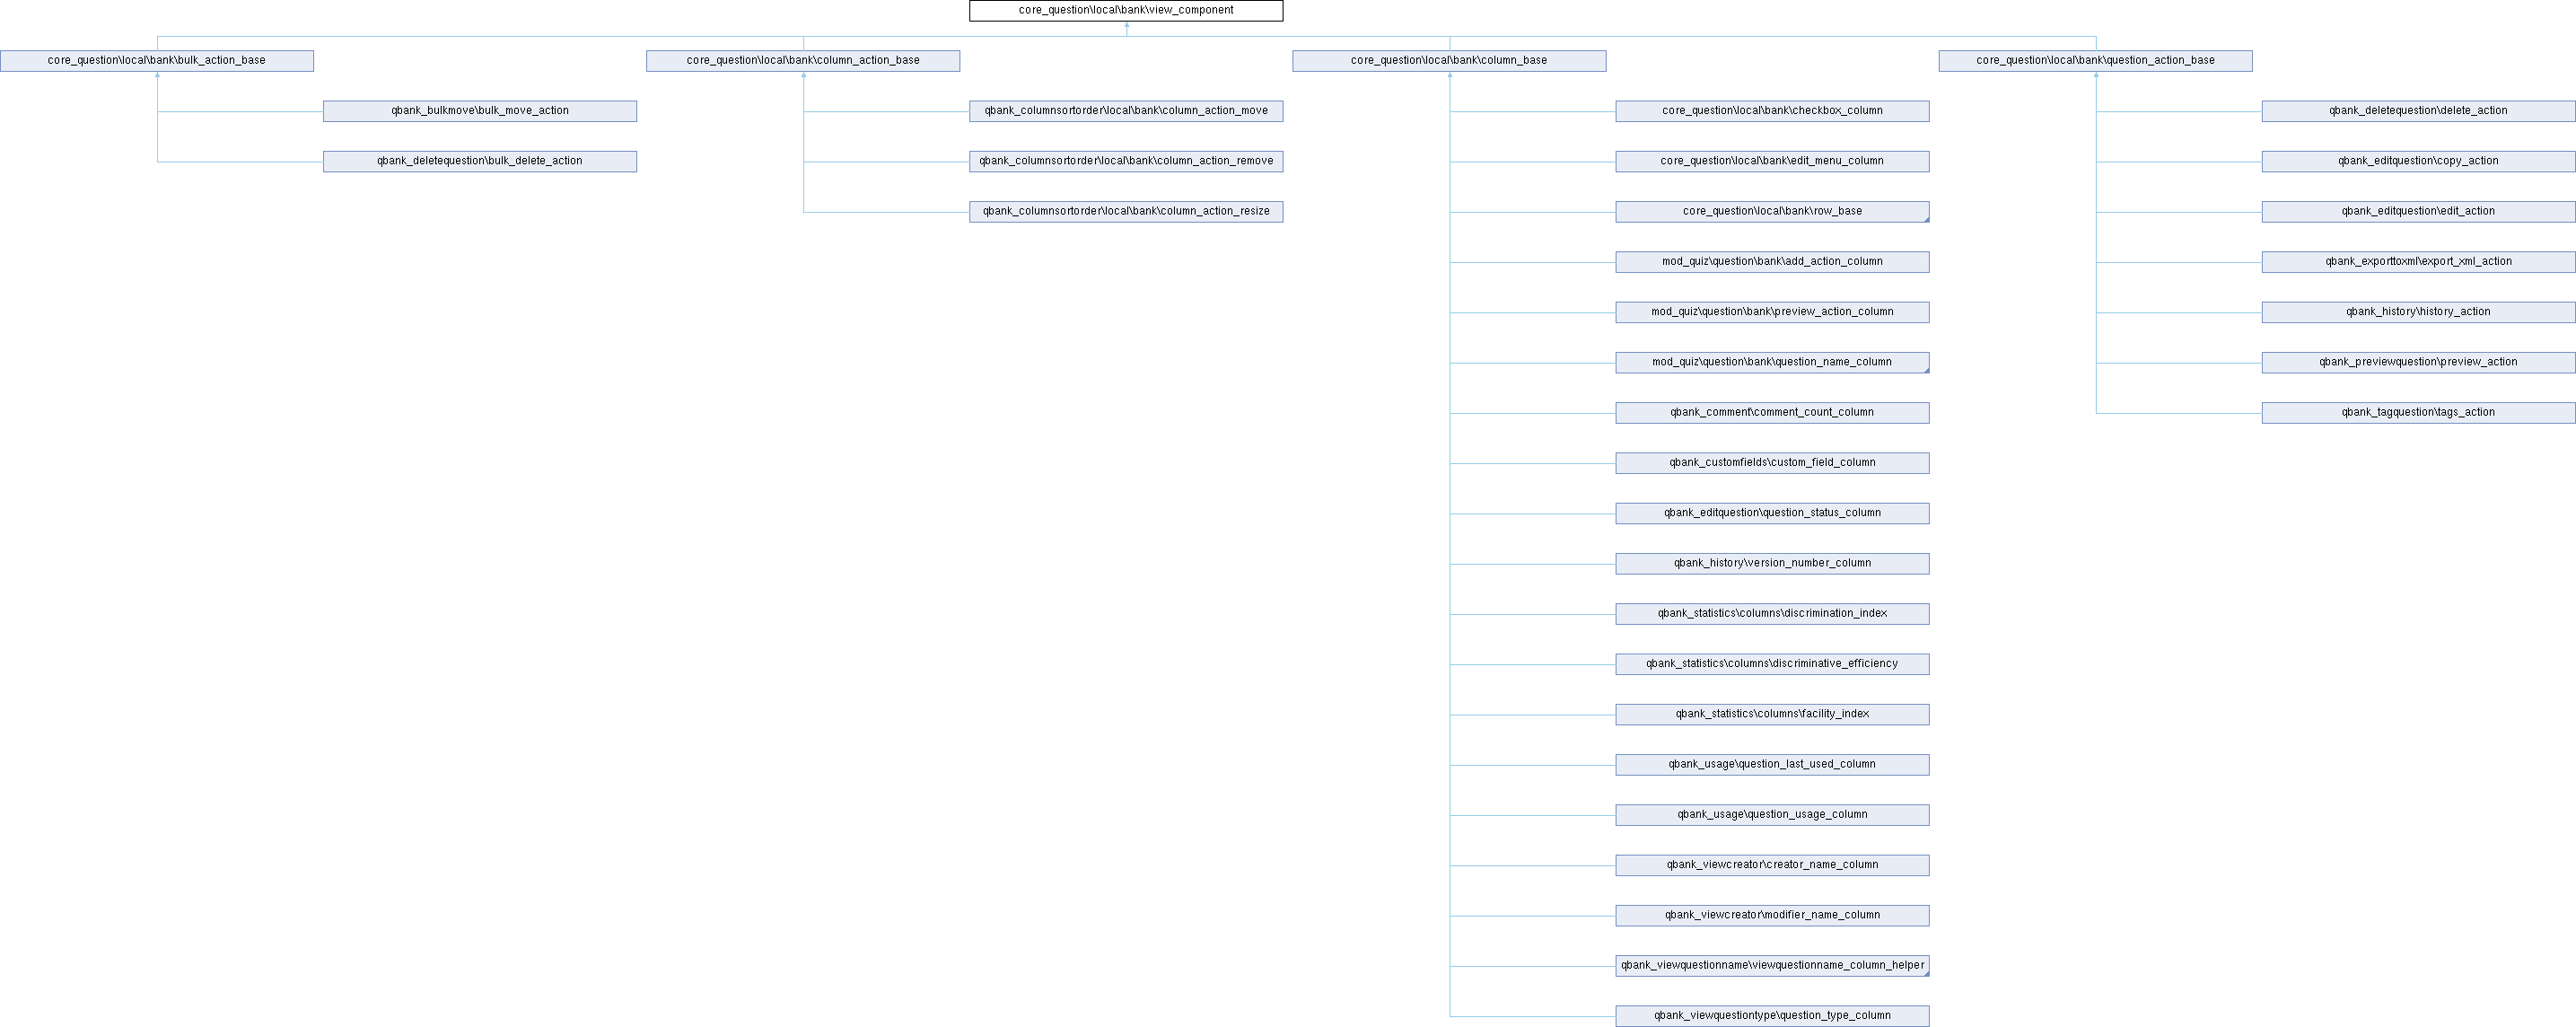 core_question\local\bank\view_component
core_question\local\bank\bulk_action_base
core_question\local\bank\column_action_base
core_question\local\bank\column_base
core_question\local\bank\question_action_base
qbank_bulkmove\bulk_move_action
qbank_columnsortorder\local\bank\column_action_move
core_question\local\bank\checkbox_column
qbank_deletequestion\delete_action
qbank_deletequestion\bulk_delete_action
qbank_columnsortorder\local\bank\column_action_remove
core_question\local\bank\edit_menu_column
qbank_editquestion\copy_action
qbank_columnsortorder\local\bank\column_action_resize
core_question\local\bank\row_base
qbank_editquestion\edit_action
mod_quiz\question\bank\add_action_column
qbank_exporttoxml\export_xml_action
mod_quiz\question\bank\preview_action_column
qbank_history\history_action
mod_quiz\question\bank\question_name_column
qbank_previewquestion\preview_action
qbank_comment\comment_count_column
qbank_tagquestion\tags_action
qbank_customfields\custom_field_column
qbank_editquestion\question_status_column
qbank_history\version_number_column
qbank_statistics\columns\discrimination_index
qbank_statistics\columns\discriminative_efficiency
qbank_statistics\columns\facility_index
qbank_usage\question_last_used_column
qbank_usage\question_usage_column
qbank_viewcreator\creator_name_column
qbank_viewcreator\modifier_name_column
qbank_viewquestionname\viewquestionname_column_helper
qbank_viewquestiontype\question_type_column